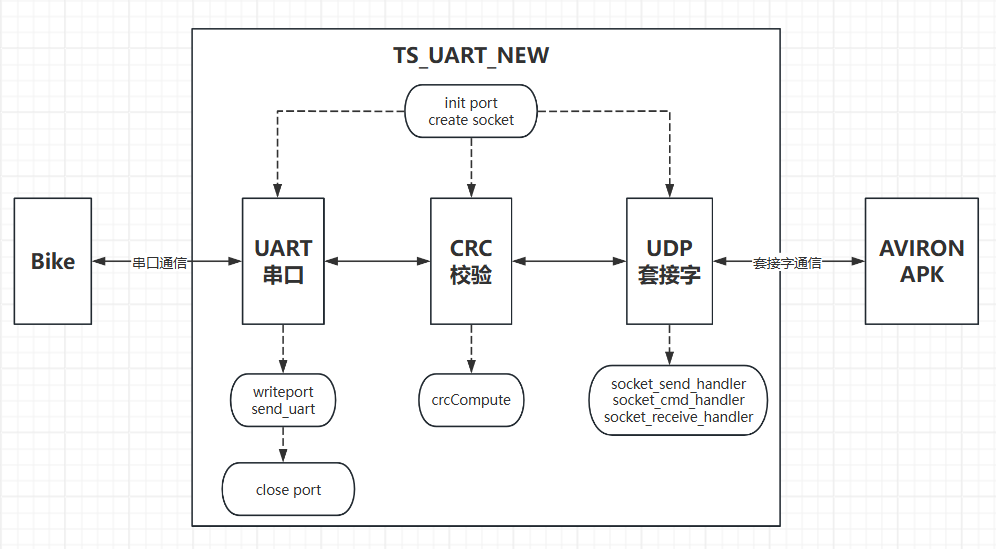 TS_UART_NEW
init port
create socket
Bike
串口通信
UART
串口
CRC
校验
UDP
套接字
套接字通信
AVIRON
APK
writeport
send_uart
crcCompute
socket_send_handler
socket_cmd_handler
socket_receive_handler
close port